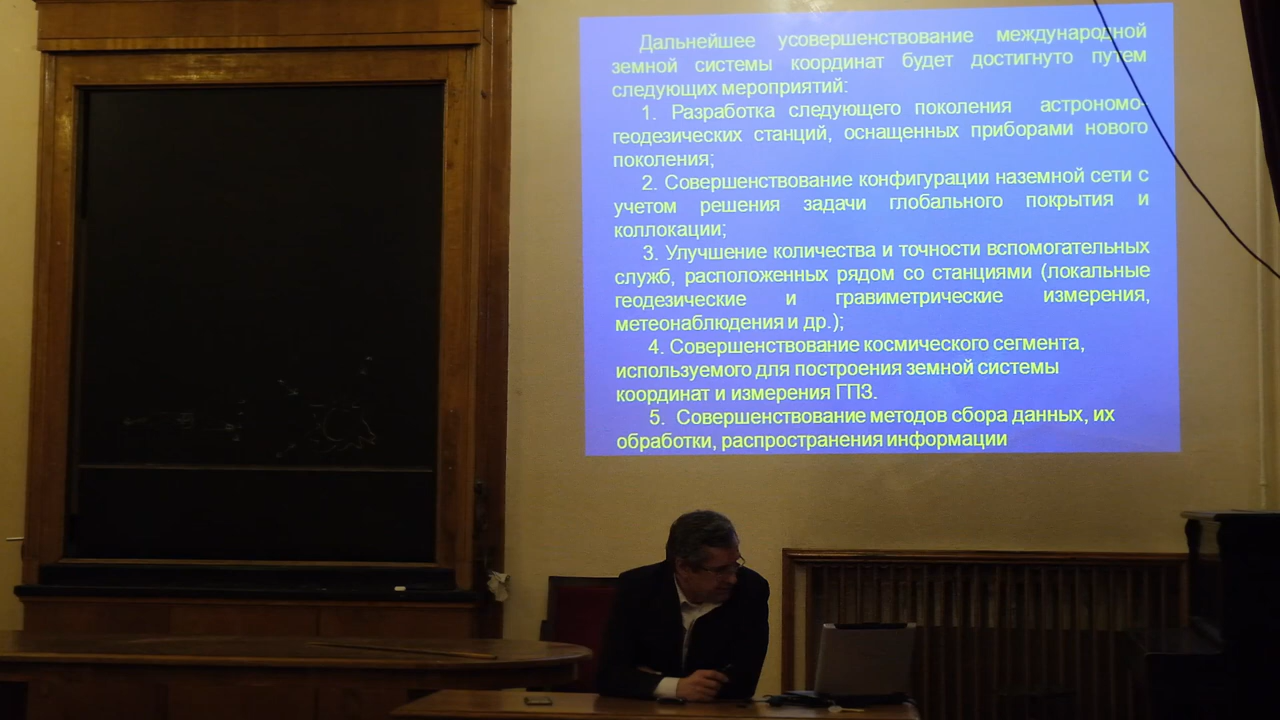 Дальнейшее усовершенствование международной
земной системы координат будет достигнуто путем
следующих мероприятий:
1. Разработка следующего поколения астрономо-
геодезических станций, оснащенных приборами нового
поколения;
2. Совершенствование конфигурации наземной сети с
учетом решения задачи глобального покрытия и
коллокации;
3. Улучшение количества и точности вспомогательных
служб, расположенных рядом со станциями (локальные
геодезические и гравиметрические измерения,
метеонаблюдения и др.);
4. Совершенствование космического сегмента,
используемого для построения земной системы
координат и измерения ГПЗ.
5. Совершенствование методов сбора данных, их
обработки, распространения информации